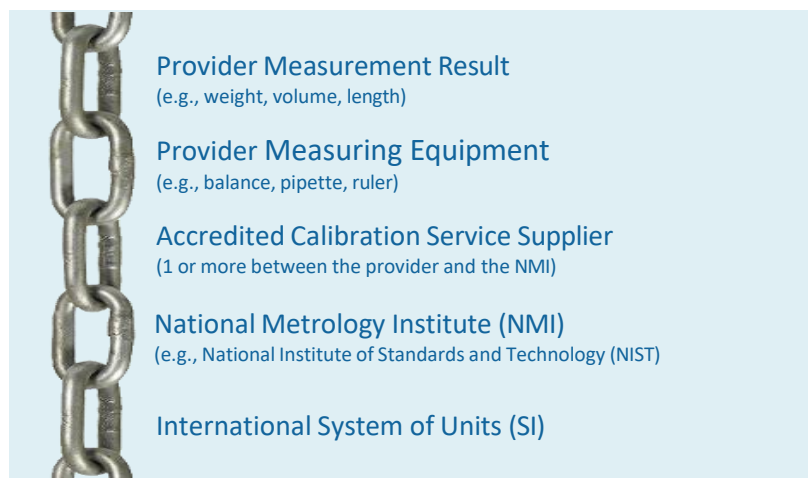 Provider Measurement Result
(e.g., weight, volume, length)
Provider Measuring Equipment
(e.g., balance, pipette, ruler)
Accredited Calibration Service Supplier
(1 or more between the provider and the NMI)
National Metrology Institute (NMI)
(e.g., National Institute of Standards and Technology (NIST)
International System of Units (SI)